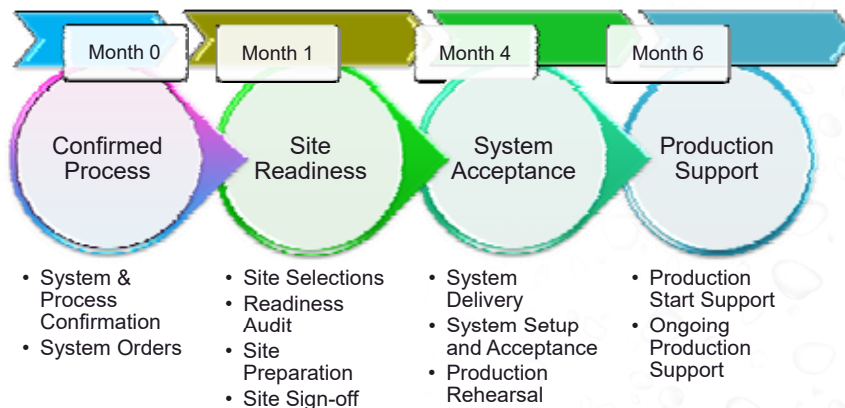 Month 0
Month 1
Month 4
Month 6
Confirmed
Process
Site
Readiness
System
Acceptance
Production
Support
• System &
Process
Confirmation
• System Orders
• Site Selections
• Readiness
Audit
• Site
Preparation
• Site Sign-off
• System
Delivery
• System Setup
and Acceptance
• Production
Rehearsal
• Production
Start Support
• Ongoing
Production
Support